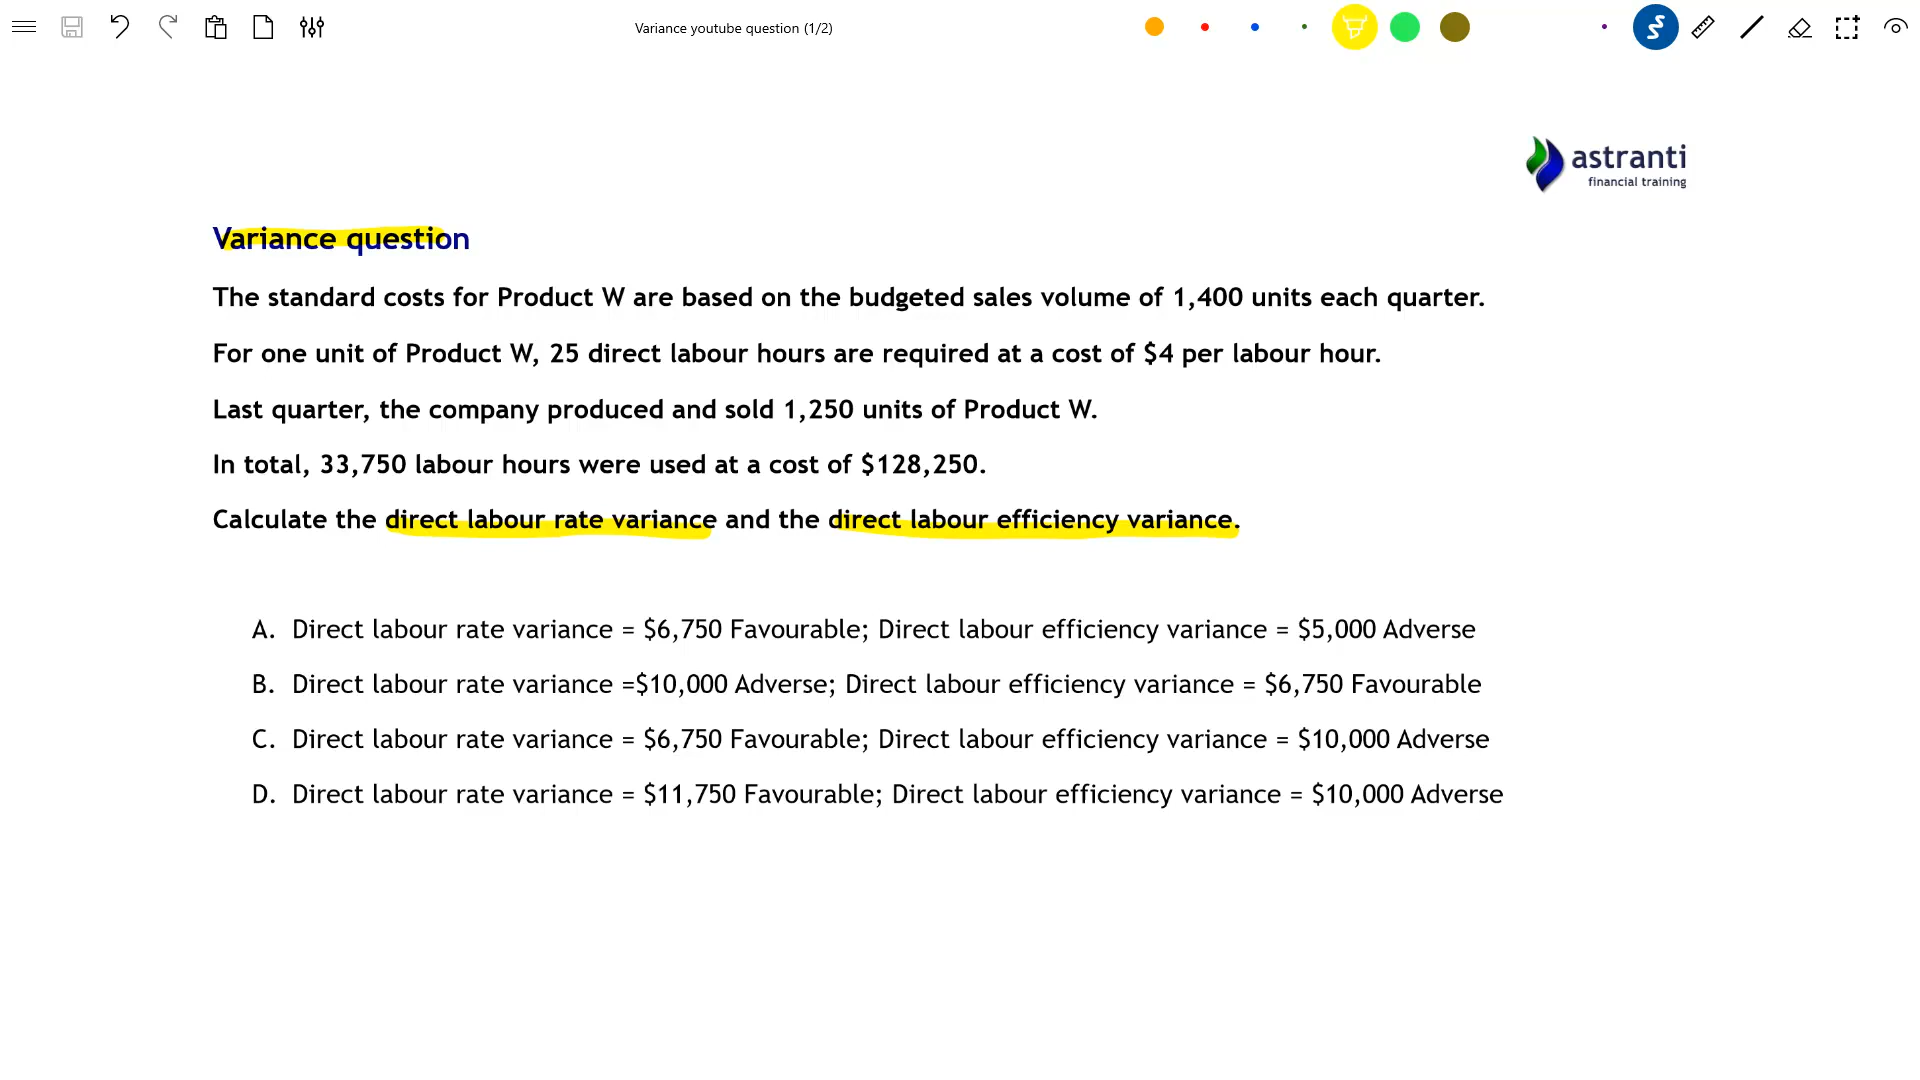 Variance youtube question (1/2)
astranti
financial training
Variance question
The standard costs for Product W are based on the budgeted sales volume of 1,400 units each quarter.
For one unit of Product W, 25 direct labour hours are required at a cost of $4 per labour hour.
Last quarter, the company produced and sold 1,250 units of Product W.
In total, 33,750 labour hours were used at a cost of $128,250.
Calculate the direct labour rate variance and the direct labour efficiency variance.
A. Direct labour rate variance = $6,750 Favourable; Direct labour efficiency variance = $5,000 Adverse
B. Direct labour rate variance =$10,000 Adverse; Direct labour efficiency variance = $6,750 Favourable
C. Direct labour rate variance = $6,750 Favourable; Direct labour efficiency variance = $10,000 Adverse
D. Direct labour rate variance = $11,750 Favourable; Direct labour efficiency variance = $10,000 Adverse